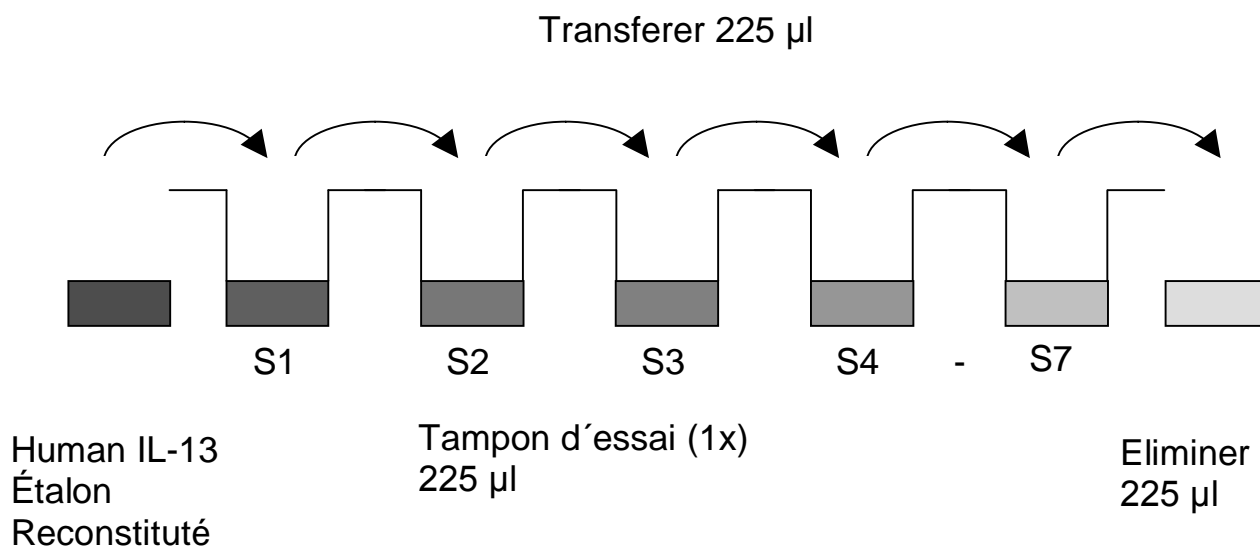 Transferer 225 µl
S1 S2 S3 S4 - S7
Human IL-13
Étalon
Reconstitué
Tampon d´essai (1x)
225 µl
Eliminer
225 µl